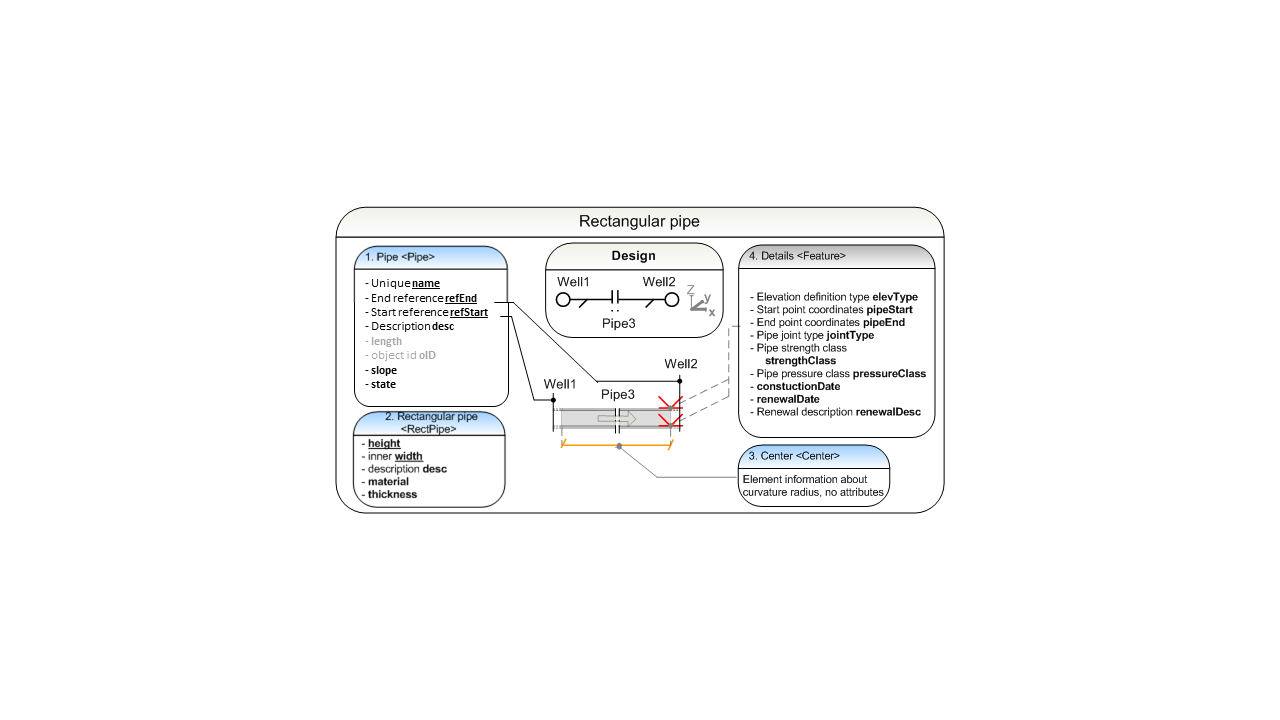 Rectangular pipe
1. Pipe <Pipe>
- Unique name
- End reference refEnd
- Start reference refStart
- Description desc
- length
- object id oID
- slope
- state
2. Rectangular pipe
<RectPipe>
- height
- inner width
- description desc
- material
- thickness
Design
Well1
Well2
Pipe3
Z
y
x
Well1
Pipe3
Well2
4. Details <Feature>
- Elevation definition type elevType
- Start point coordinates pipeStart
- End point coordinates pipeEnd
- Pipe joint type jointType
- Pipe strength class
strengthClass
- Pipe pressure class pressureClass
- constuctionDate
- renewalDate
- Renewal description renewalDesc
3. Center <Center>
Element information about
curvature radius, no attributes